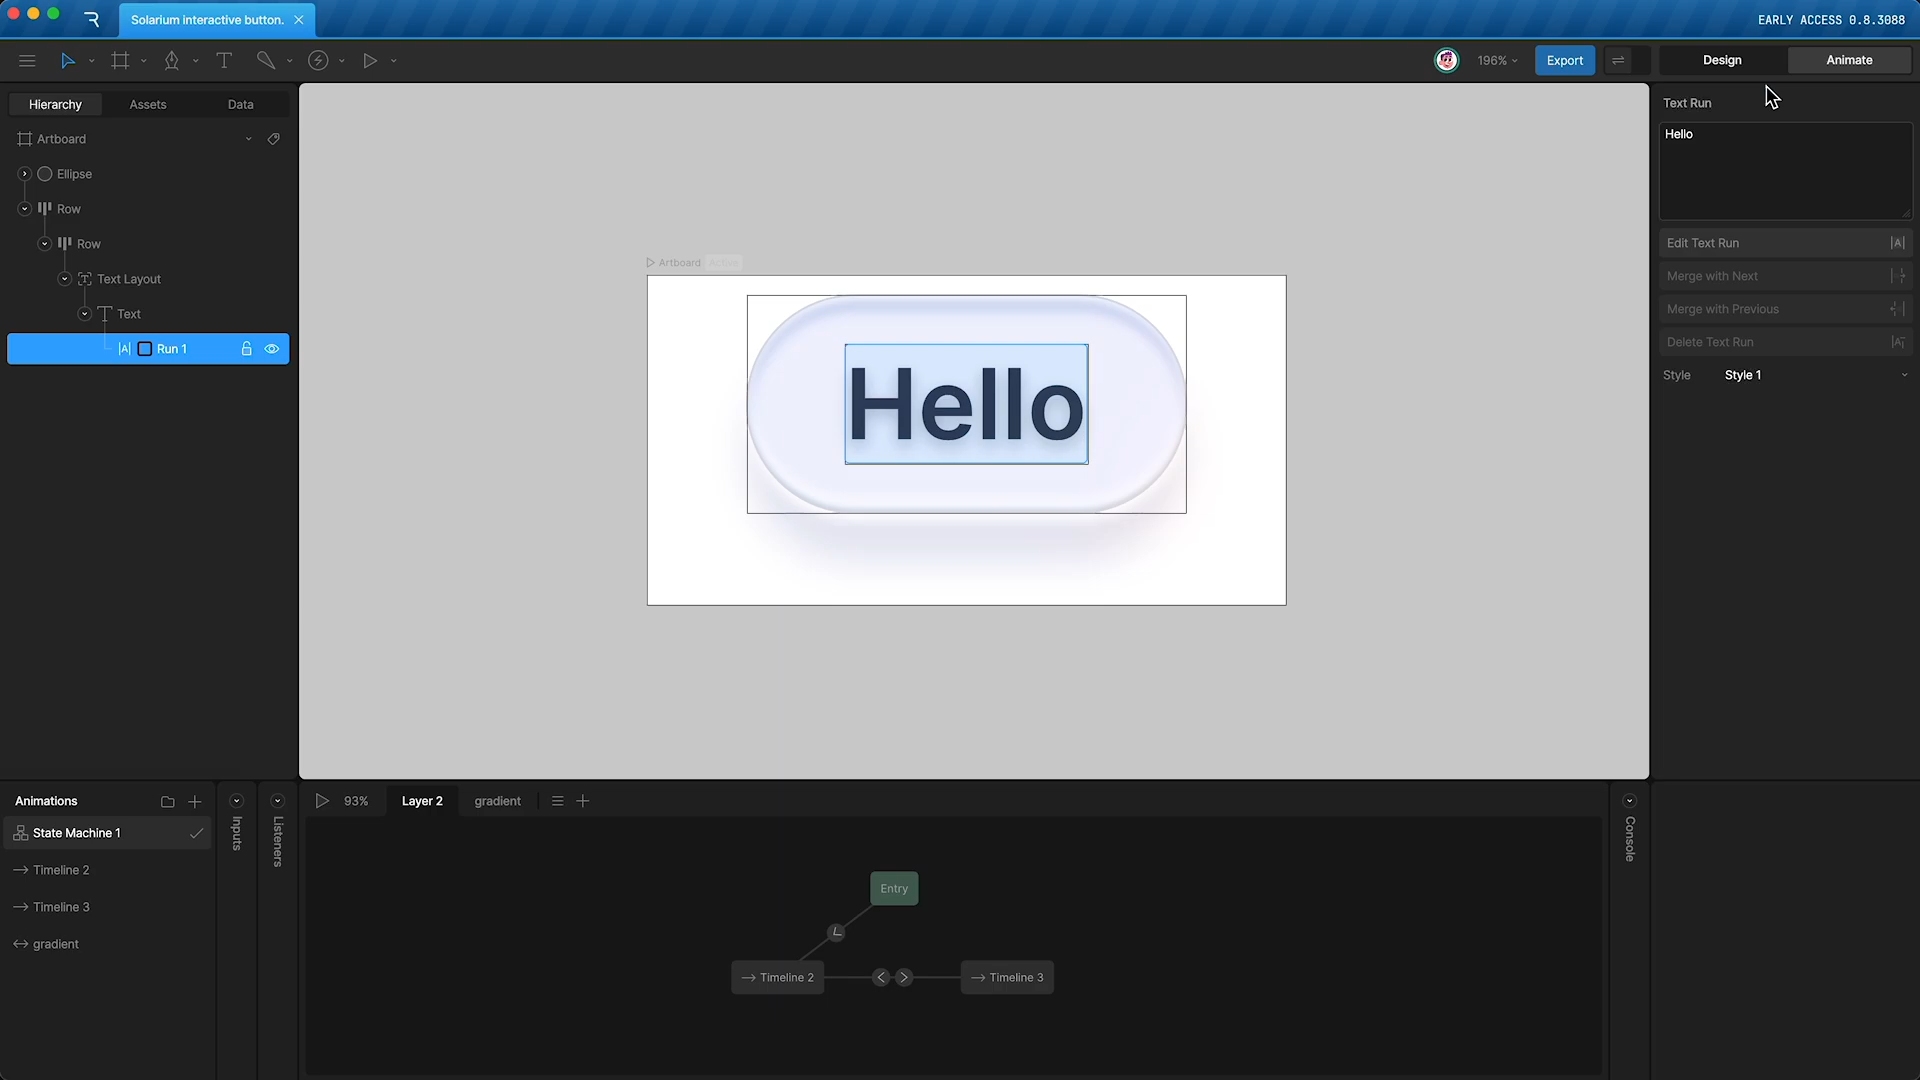 Solarium interactive button.
EARLY ACCESS 0.8.3088
196%
Export
Design
Animate
Hierarchy
Assets
Data
Artboard
Ellipse
Row
Row
Text Layout
Text
Run 1
Artboard
Active
Hello
Text Run
Hello
Edit Text Run
Merge with Next
Merge with Previous
Delete Text Run
Style
Style 1
Animations
State Machine 1
Timeline 2
Timeline 3
gradient
Inputs
Listeners
93%
Layer 2
gradient
Entry
Timeline 2
Timeline 3
Console